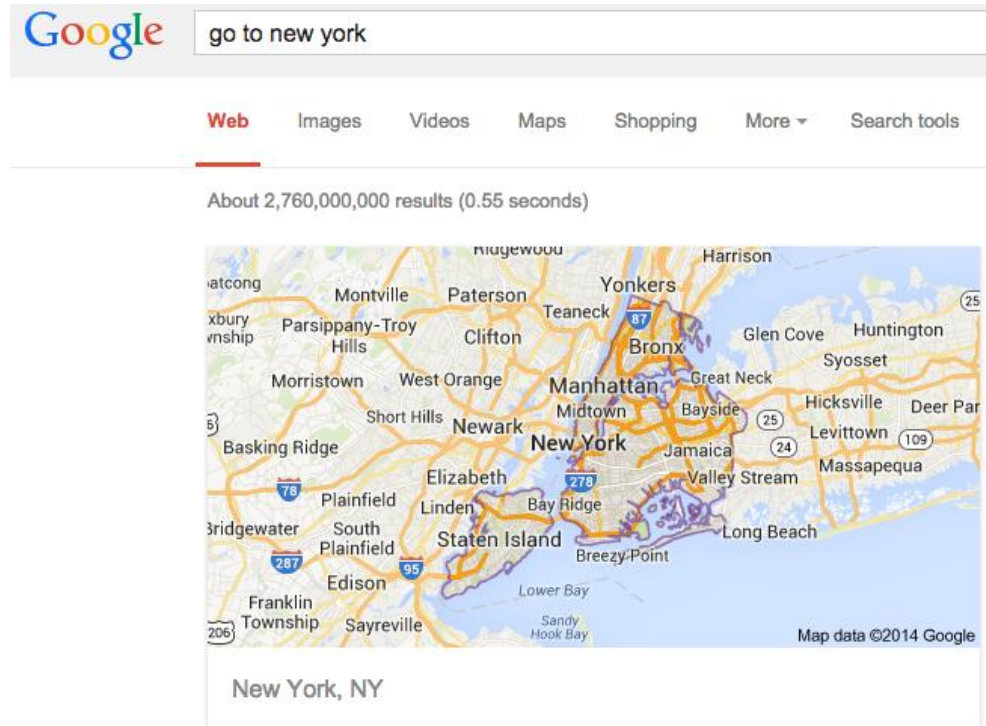 Google
go to new york
Web Images Videos Maps Shopping More Search tools
About 2,760,000,000 results (0.55 seconds)
Ridgewood
Harrison
Yonkers
Montville
Paterson
Teaneck
87
25
Parsippany-Troy
Hills
Clifton
Bronx
Glen Cove
Huntington
Syosset
Morristown
West Orange
Manhattan
Great Neck
Short Hills
Newark
Midtown
Bayside
25
Hicksville
Deer Par
Basking Ridge
New York
Jamaica
24
Levittown
109
Massapequa
78
Elizabeth
278
Valley Stream
Plainfield
Linden
Bay Ridge
South
Plainfield
Staten Island
Long Beach
Breezy Point
287
95
Edison
Lower Bay
Franklin
Township
206
Sayreville
Sandy
Hook Bay
Map data ©2014 Google
New York, NY